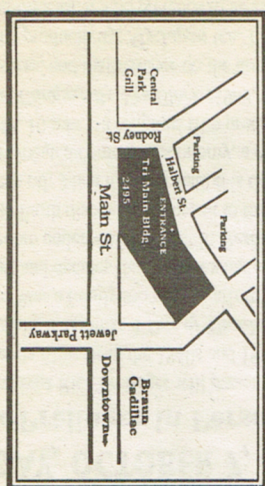 Central
Park
Grill
Rodney St.
Parking
Halbert St.
Parking
ENTRANCE
Tri Main Bldg.
2495
Main St.
Jewett Parkway
Braun
Cadillac
Downtown